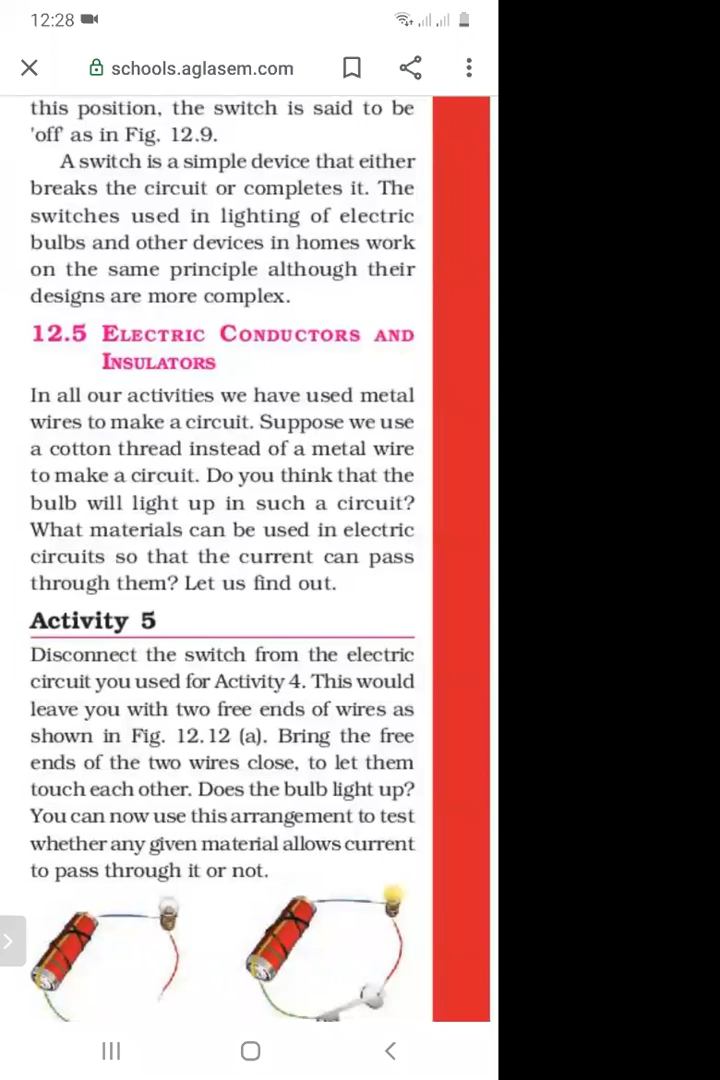 12:28
schools.aglasem.com
this position, the switch is said to be
'off' as in Fig. 12.9.
A switch is a simple device that either
breaks the circuit or completes it. The
switches used in lighting of electric
bulbs and other devices in homes work
on the same principle although their
designs are more complex.
12.5 ELECTRIC CONDUCTORS AND
INSULATORS
In all our activities we have used metal
wires to make a circuit. Suppose we use
a cotton thread instead of a metal wire
to make a circuit. Do you think that the
bulb will light up in such a circuit?
What materials can be used in electric
circuits so that the current can pass
through them? Let us find out.
Activity 5
Disconnect the switch from the electric
circuit you used for Activity 4. This would
leave you with two free ends of wires as
shown in Fig. 12.12 (a). Bring the free
ends of the two wires close, to let them
touch each other. Does the bulb light up?
You can now use this arrangement to test
whether any given material allows current
to pass through it or not.